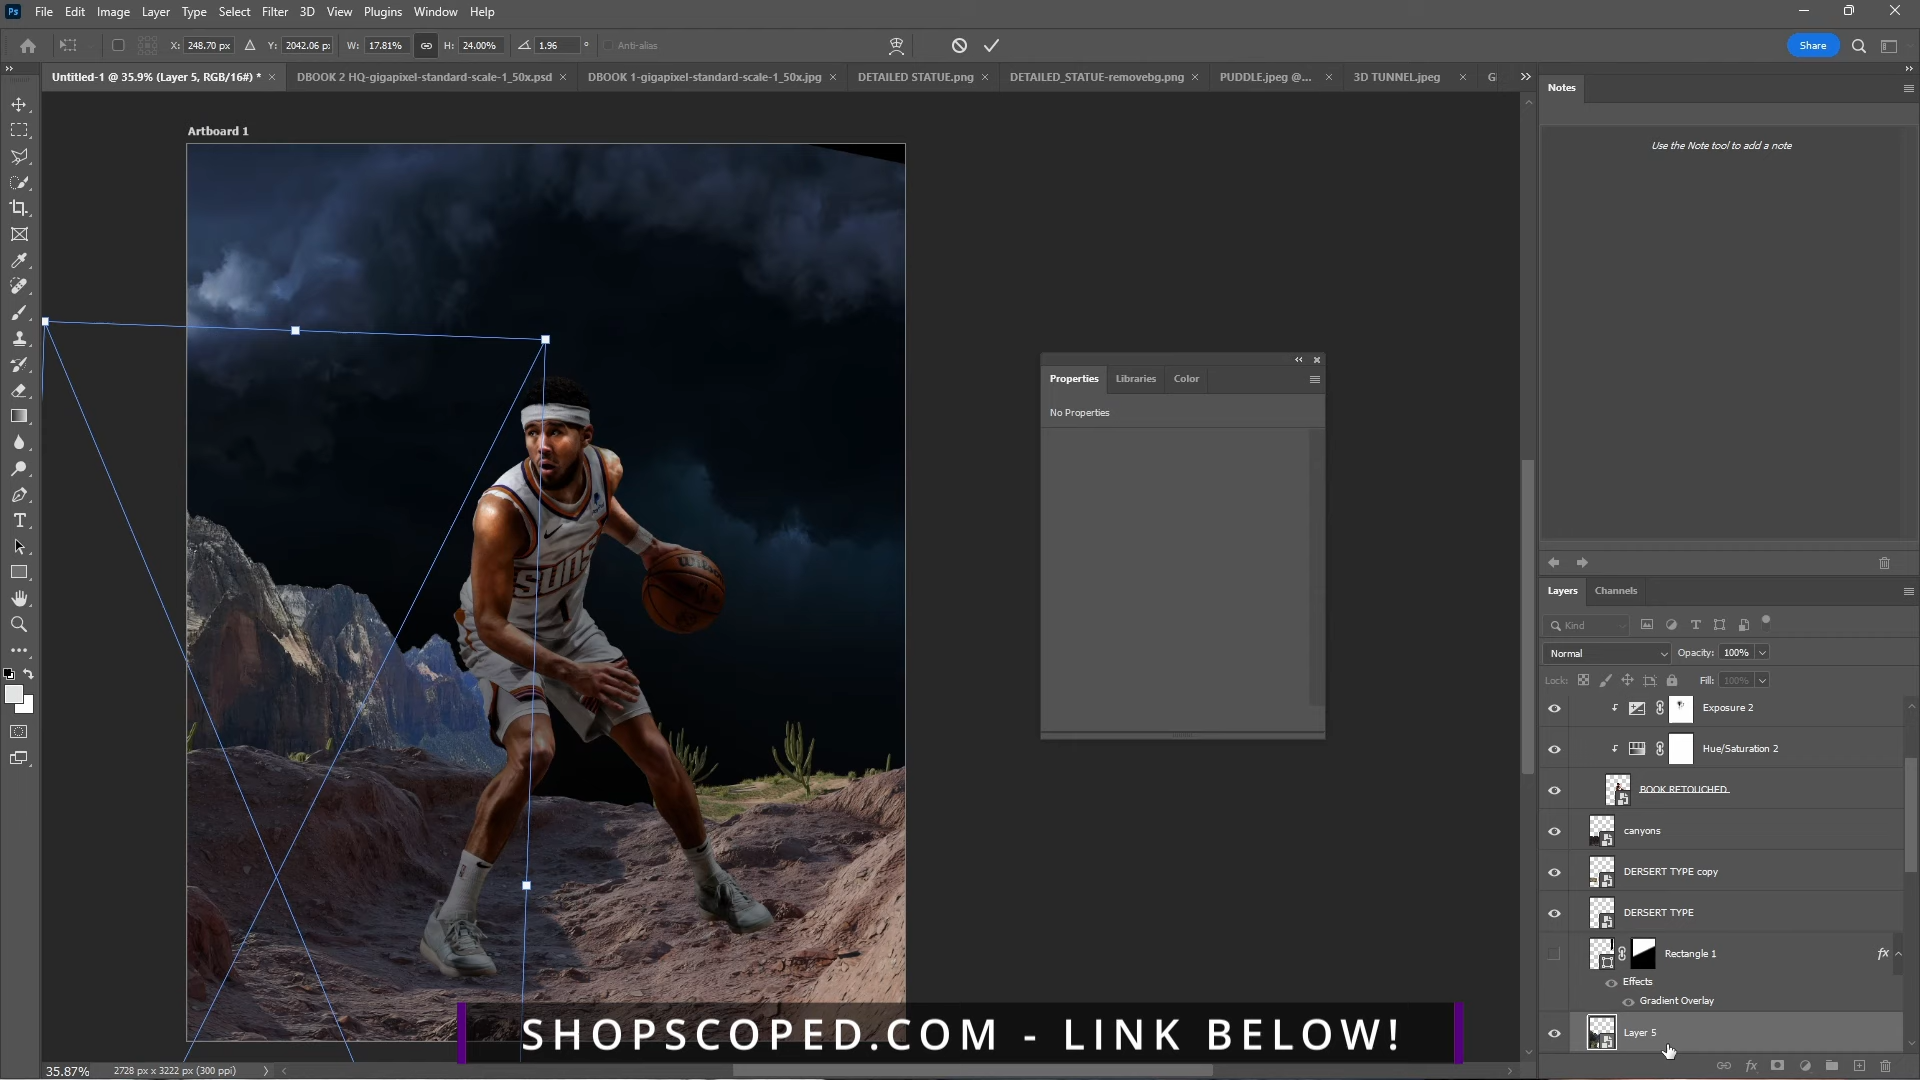 Ps File Edit Image Layer Type Select Filter 3D View Plugins Window Help
X: 248.70 px Y: 2042.06 px W: 17.81% H: 24.00% 1.96 ° Anti-alias Share
Untitled-1 @ 35.9% (Layer 5, RGB/16#) * DBOOK 2 HQ-gigapixel-standard-scale-1_50x.psd DBOOK 1-gigapixel-standard-scale-1_50x.jpg DETAILED STATUE.png DETAILED_STATUE-removebg.png PUDDLE.jpeg @... 3D TUNNEL.jpeg G
Notes
Artboard 1
Use the Note tool to add a note
Properties Libraries Color
No Properties
SUNS
1
Layers Channels
Kind
Normal Opacity: 100%
Lock: Fill: 100%
Exposure 2
Hue/Saturation 2
BOOK RETOUCHED
canyons
DERSERT TYPE copy
DERSERT TYPE
Rectangle 1 fx
Effects
Gradient Overlay
Layer 5
SHOPSCOPED.COM - LINK BELOW!
35.87% 2728 px x 3222 px (300 ppi)
fx